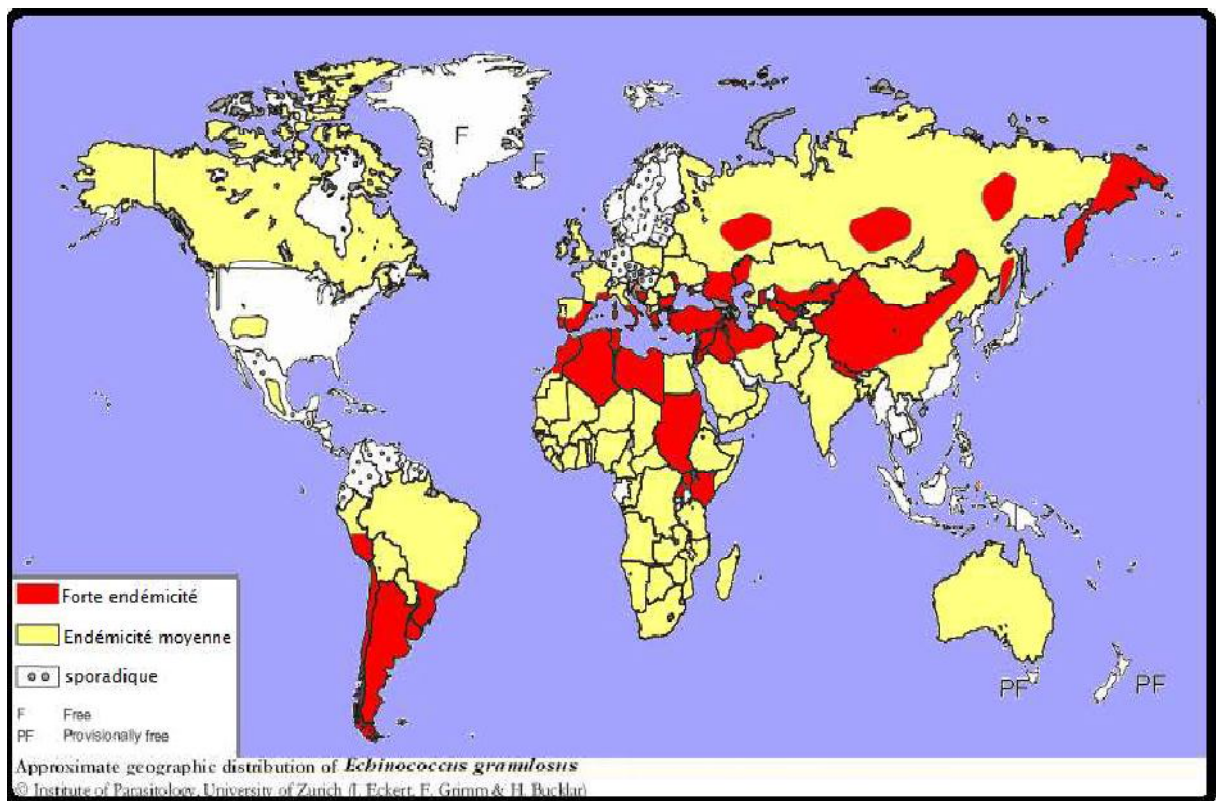 F
F
Forte endémicité
Endémicité moyenne
sporadique
F Free
PF Provisionally free
PF
PF
Approximate geographic distribution of Echinococcus granulosus
© Institute of Parasitology, University of Zurich (J. Eckert, F. Grimm & H. Bucklar)